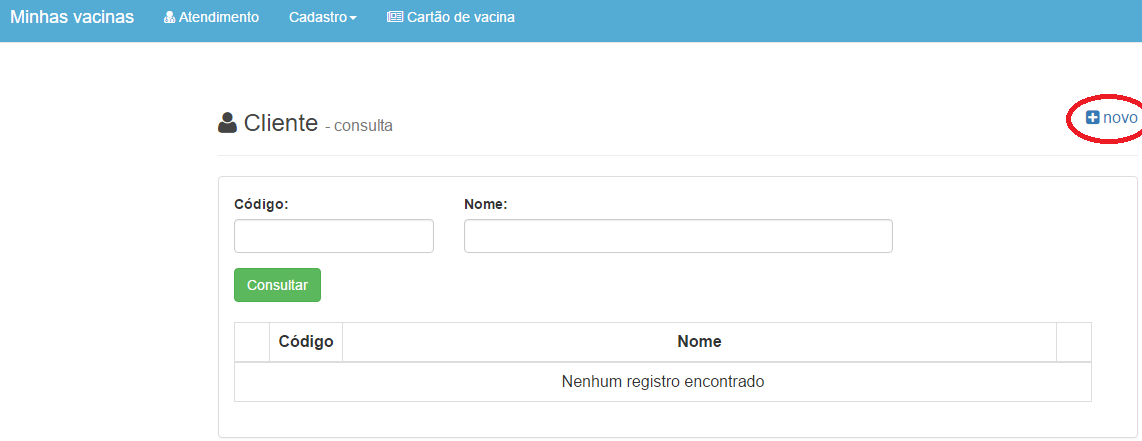 Minhas vacinas Atendimento Cadastro Cartão de vacina
Cliente - consulta novo
Código: Nome:
Consultar
Código Nome
Nenhum registro encontrado